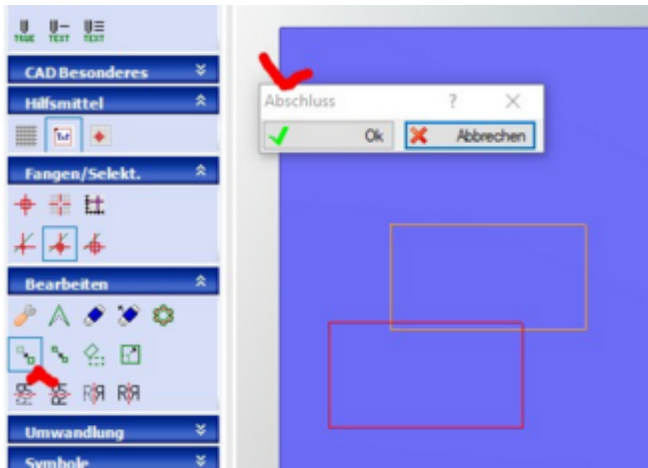 TRUE TEXT TEXT
CAD Besonderes
Hilfsmittel
Fangen/Selekt.
Bearbeiten
Umwandlung
Symbole
Abschluss ?
Ok Abbrechen